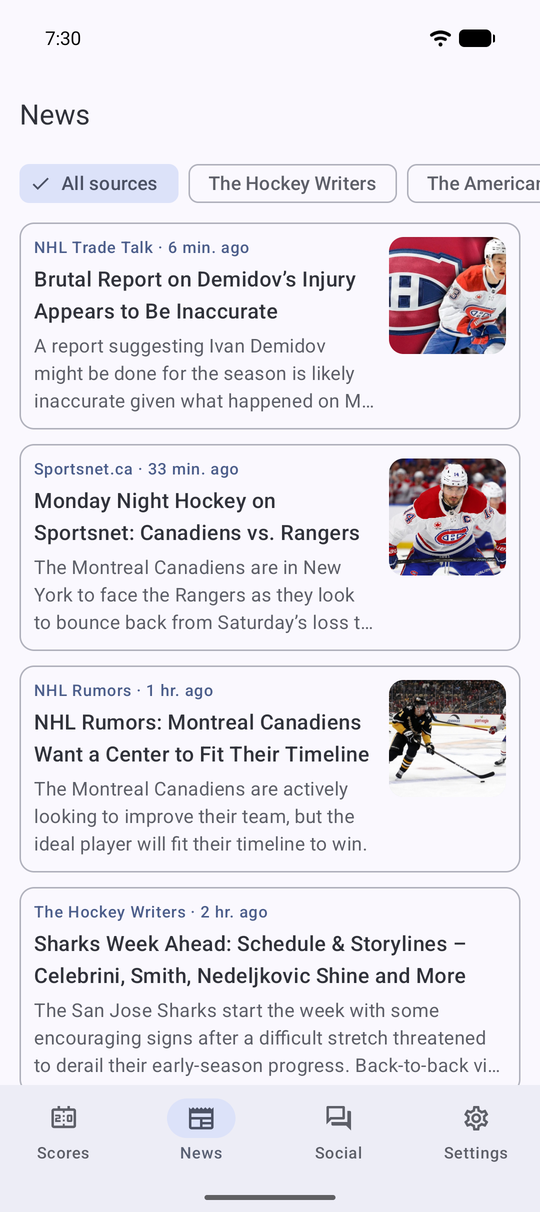 7:30
News
All sources
The Hockey Writers
The American
NHL Trade Talk · 6 min. ago
Brutal Report on Demidov’s Injury
Appears to Be Inaccurate
A report suggesting Ivan Demidov
might be done for the season is likely
inaccurate given what happened on M…
Sportsnet.ca · 33 min. ago
Monday Night Hockey on
Sportsnet: Canadiens vs. Rangers
The Montreal Canadiens are in New
York to face the Rangers as they look
to bounce back from Saturday’s loss t…
NHL Rumors · 1 hr. ago
NHL Rumors: Montreal Canadiens
Want a Center to Fit Their Timeline
The Montreal Canadiens are actively
looking to improve their team, but the
ideal player will fit their timeline to win.
The Hockey Writers · 2 hr. ago
Sharks Week Ahead: Schedule & Storylines –
Celebrini, Smith, Nedeljkovic Shine and More
The San Jose Sharks start the week with some
encouraging signs after a difficult stretch threatened
to derail their early-season progress. Back-to-back vi…
2:0
Scores
News
Social
Settings